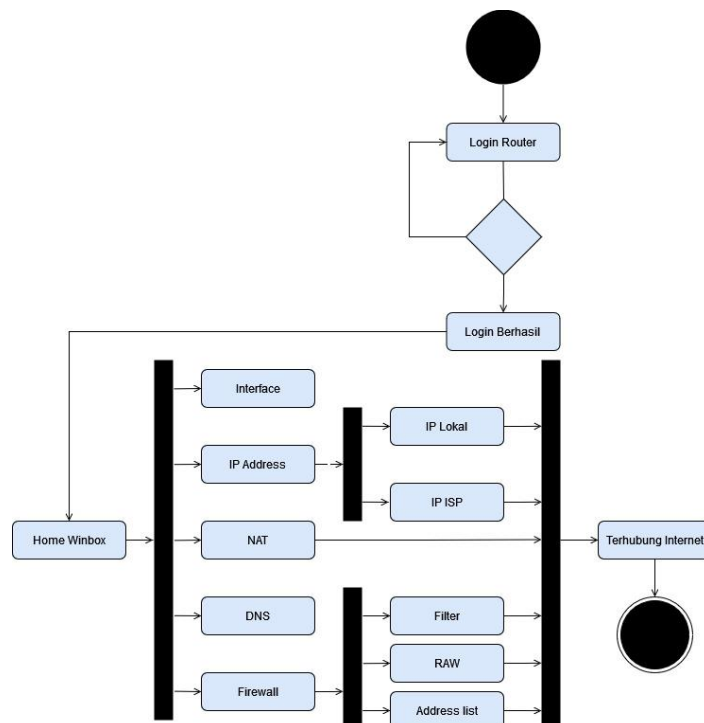 Login Router
Login Berhasil
Interface
IP Address
IP Lokal
IP ISP
Home Winbox
NAT
Terhubung Internet
DNS
Filter
RAW
Firewall
Address list